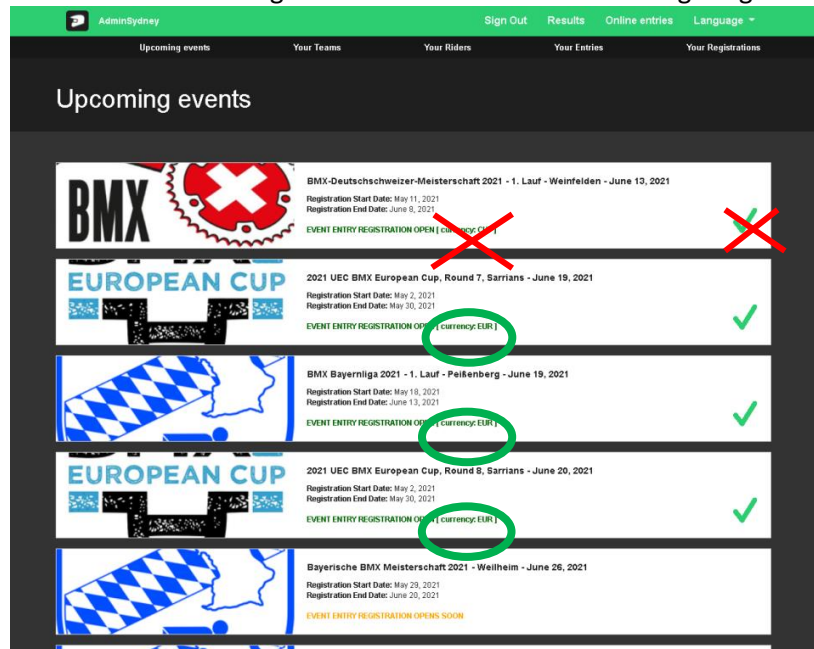 AdminSydney
Sign Out Results Online entries Language
Upcoming events Your Teams Your Riders Your Entries Your Registrations
Upcoming events
BMX
BMX-Deutschschweizer-Meisterschaft 2021 - 1. Lauf - Weinfelden - June 13, 2021
Registration Start Date: May 11, 2021
Registration End Date: June 8, 2021
EVENT ENTRY REGISTRATION OPEN [ currency: ]
EUROPEAN CUP
2021 UEC BMX European Cup, Round 7, Sarrians - June 19, 2021
Registration Start Date: May 2, 2021
Registration End Date: May 30, 2021
EVENT ENTRY REGISTRATION OPEN [ currency: EUR ]
BMX Bayernliga 2021 - 1. Lauf - Peißenberg - June 19, 2021
Registration Start Date: May 18, 2021
Registration End Date: June 13, 2021
EVENT ENTRY REGISTRATION OPEN [ currency: EUR ]
EUROPEAN CUP
2021 UEC BMX European Cup, Round 8, Sarrians - June 20, 2021
Registration Start Date: May 2, 2021
Registration End Date: May 30, 2021
EVENT ENTRY REGISTRATION OPEN [ currency: EUR ]
Bayerische BMX Meisterschaft 2021 - Weilheim - June 26, 2021
Registration Start Date: May 29, 2021
Registration End Date: June 20, 2021
EVENT ENTRY REGISTRATION OPENS SOON